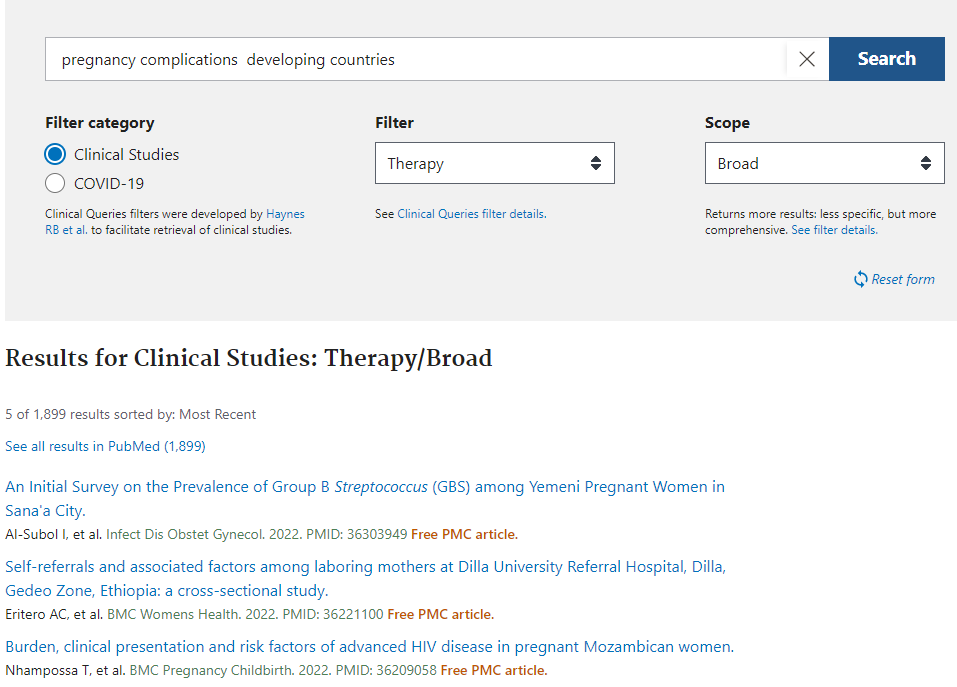 pregnancy complications  developing countries
Search
Filter category
Filter
Scope
Clinical Studies
Therapy
Broad
COVID-19
Clinical Queries filters were developed by Haynes
RB et al. to facilitate retrieval of clinical studies.
See Clinical Queries filter details.
Returns more results: less specific, but more
comprehensive. See filter details.
Reset form
Results for Clinical Studies: Therapy/Broad
5 of 1,899 results sorted by: Most Recent
See all results in PubMed (1,899)
An Initial Survey on the Prevalence of Group B Streptococcus (GBS) among Yemeni Pregnant Women in
Sana'a City.
Al-Subol I, et al. Infect Dis Obstet Gynecol. 2022. PMID: 36303949 Free PMC article.
Self-referrals and associated factors among laboring mothers at Dilla University Referral Hospital, Dilla,
Gedeo Zone, Ethiopia: a cross-sectional study.
Eritero AC, et al. BMC Womens Health. 2022. PMID: 36221100 Free PMC article.
Burden, clinical presentation and risk factors of advanced HIV disease in pregnant Mozambican women.
Nhampossa T, et al. BMC Pregnancy Childbirth. 2022. PMID: 36209058 Free PMC article.